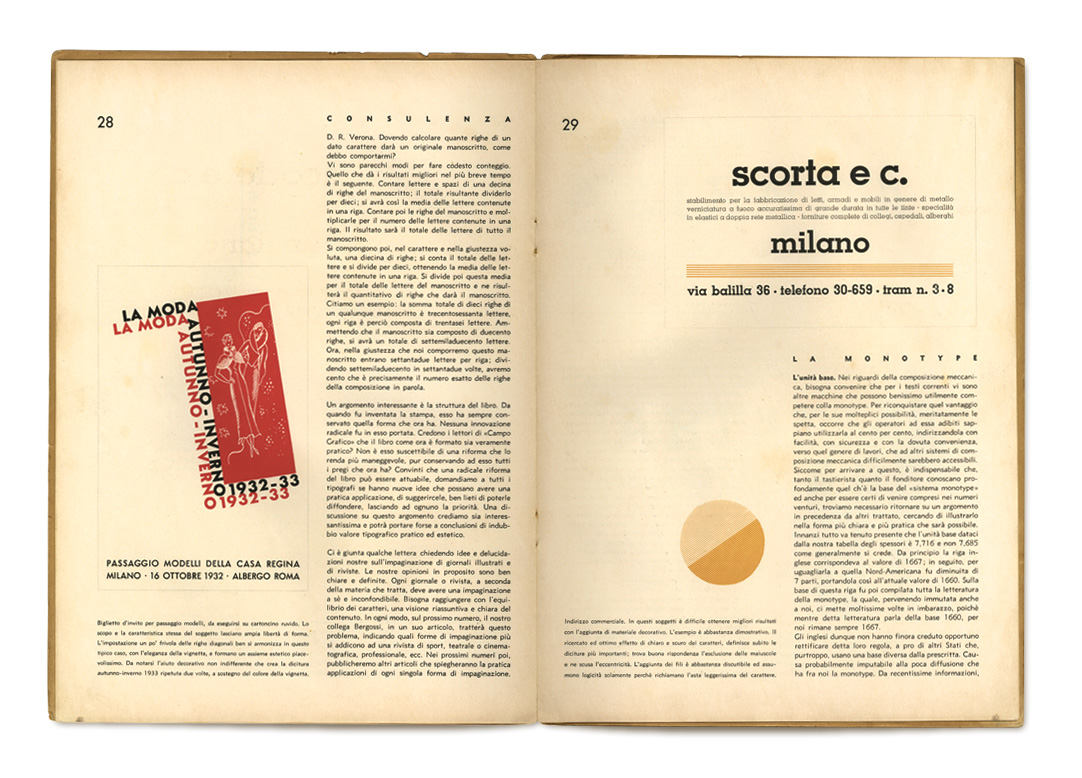 28
LA MODA
LA MODA
AUTUNNO-INVERNO
AUTUNNO-INVERNO
1932-33
1932-33
PASSAGGIO MODELLI DELLA CASA REGINA
MILANO · 16 OTTOBRE 1932 · ALBERGO ROMA
Biglietto d'invito per passaggio modelli, da eseguirsi su cartoncino ruvido. Lo
scopo e la caratteristica stessa del soggetto lasciano ampia libertà di forma.
L'impostazione un po' frivola delle righe diagonali ben si armonizza in questo
tipico caso, con l'eleganza della vignetta, e formano un assieme estetico piace-
volissimo. Da notarsi l'aiuto decorativo non indifferente che crea la dicitura
autunno-inverno 1933 ripetuta due volte, a sostegno del colore della vignetta.
CONSULENZA
D. R. Verona. Dovendo calcolare quante righe di un
dato carattere darà un originale manoscritto, come
debbo comportarmi?
Vi sono parecchi modi per fare còdesto conteggio.
Quello che dà i risultati migliori nel più breve tempo
è il seguente. Contare lettere e spazi di una decina
di righe del manoscritto; il totale risultante dividerlo
per dieci; si avrà così la media delle lettere contenute
in una riga. Contare poi le righe del manoscritto e mol-
tiplicarle per il numero delle lettere contenute in una
riga. Il risultato sarà il totale delle lettere di tutto il
manoscritto.
Si compongono poi, nel carattere e nella giustezza vo-
luta, una diecina di righe; si conta il totale delle let-
tere e si divide per dieci, ottenendo la media delle let-
tere contenute in una riga. Si divide poi questa media
per il totale delle lettere del manoscritto e ne risul-
terà il quantitativo di righe che darà il manoscritto.
Citiamo un esempio: la somma totale di dieci righe di
un qualunque manoscritto è trecentosessanta lettere,
ogni riga è perciò composta di trentasei lettere. Am-
mettendo che il manoscritto sia composto di duecento
righe, si avrà un totale di settemiladuecento lettere.
Ora, nella giustezza che noi comporremo questo ma-
noscritto entrano settantadue lettere per riga; divi-
dendo settemiladuecento in settantadue volte, avremo
cento che è precisamente il numero esatto delle righe
della composizione in parola.
Un argomento interessante è la struttura del libro. Da
quando fu inventata la stampa, esso ha sempre con-
servato quella forma che ora ha. Nessuna innovazione
radicale fu in esso portata. Credono i lettori di «Campo
Grafico» che il libro come ora è formato sia veramente
pratico? Non è esso suscettibile di una riforma che lo
renda più maneggevole, pur conservando ad esso tutti
i pregi che ora ha? Convinti che una radicale riforma
del libro può essere attuabile, domandiamo a tutti i
tipografi se hanno nuove idee che possano avere una
pratica applicazione, di suggerircele, ben lieti di poterle
diffondere, lasciando ad ognuno la priorità. Una di-
scussione su questo argomento crediamo sia interes-
santissima e potrà portare forse a conclusioni di indub-
bio valore tipografico pratico ed estetico.
Ci è giunta qualche lettera chiedendo idee e delucida-
zioni nostre sull'impaginazione di giornali illustrati e
di riviste. Le nostre opinioni in proposito sono ben
chiare e definite. Ogni giornale o rivista, a seconda
della materia che tratta, deve avere una impaginazione
a sè e inconfondibile. Bisogna raggiungere con l'equi-
librio dei caratteri, una visione riassuntiva e chiara del
contenuto. In ogni modo, sul prossimo numero, il nostro
collega Bergossi, in un suo articolo, tratterà questo
problema, indicando quali forme di impaginazione più
si addicono ad una rivista di sport, teatrale o cinema-
tografica, professionale, ecc. Nei prossimi numeri poi,
pubblicheremo altri articoli che spiegheranno la pratica
applicazioni di ogni singola forma di impaginazione.
29
scorta e c.
stabilimento per la fabbricazione di letti, armadi e mobili in genere di metallo
verniciatura a fuoco accuratissima di grande durata in tutte le tinte · specialità
in elastici a doppia rete metallica · forniture complete di collegi, ospedali, alberghi
milano
via balilla 36 · telefono 30-659 · tram n. 3·8
Indirizzo commerciale. In questi soggetti è difficile ottenere migliori risultati
con l'aggiunta di materiale decorativo. L'esempio è abbastanza dimostrativo. Il
ricercato ed ottimo effetto di chiaro e scuro dei caratteri, definisce subito le
diciture più importanti; trova buona rispondenza l'esclusione delle maiuscole
e ne scusa l'eccentricità. L'aggiunta dei fili è abbastanza discutibile ed assu-
mono logicità solamente perchè richiamano l'asta leggerissima del carattere.
LA MONOTYPE
L'unità base. Nei riguardi della composizione meccani-
ca, bisogna convenire che per i testi correnti vi sono
altre macchine che possono benissimo utilmente com-
petere colla monotype. Per riconquistare quel vantaggio
che, per le sue molteplici possibilità, meritatamente le
spetta, occorre che gli operatori ad essa adibiti sap-
piano utilizzarla al cento per cento, indirizzandola con
facilità, con sicurezza e con la dovuta convenienza,
verso quel genere di lavori, che ad altri sistemi di com-
posizione meccanica difficilmente sarebbero accessibili.
Siccome per arrivare a questo, è indispensabile che,
tanto il tastierista quanto il fonditore conoscano pro-
fondamente quel ch'è la base del «sistema monotype»
ed anche per essere certi di venire compresi nei numeri
venturi, troviamo necessario ritornare su un argomento
in precedenza da altri trattato, cercando di illustrarlo
nella forma più chiara e più pratica che sarà possibile.
Innanzi tutto va tenuto presente che l'unità base dataci
dalla nostra tabella degli spessori è 7,716 e non 7,685
come generalmente si crede. Da principio la riga in-
glese corrispondeva al valore di 1667; in seguito, per
uguagliarla a quella Nord-Americana fu diminuita di
7 parti, portandola così all'attuale valore di 1660. Sulla
base di questa riga fu poi compilata tutta la letteratura
della monotype, la quale, pervenendo immutata anche
a noi, ci mette moltissime volte in imbarazzo, poichè
mentre detta letteratura parla della base 1660, per
noi rimane sempre 1667.
Gli inglesi dunque non hanno finora creduto opportuno
rettificare detta loro regola, a pro di altri Stati che,
purtroppo, usano una base diversa dalla prescritta. Cau-
sa probabilmente imputabile alla poca diffusione che
ha fra noi la monotype. Da recentissime informazioni,